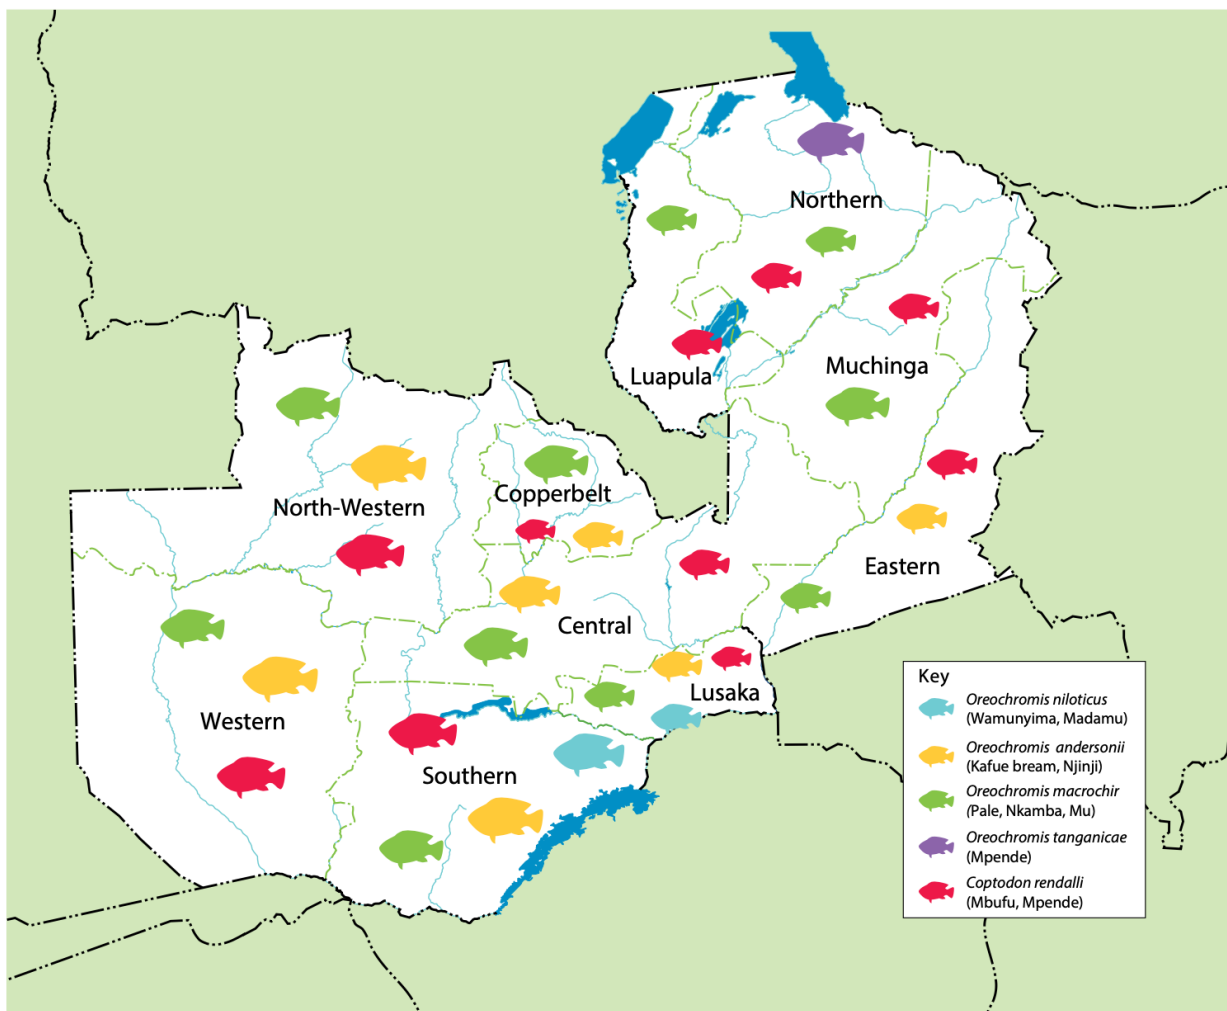 Northern
Luapula
Muchinga
North-Western
Copperbelt
Eastern
Central
Lusaka
Western
Southern
Key
Oreochromis niloticus
(Wamunyima, Madamu)
Oreochromis andersonii
(Kafue bream, Njinji)
Oreochromis macrochir
(Pale, Nkamba, Mu)
Oreochromis tanganicae
(Mpende)
Coptodon rendalli
(Mbufu, Mpende)